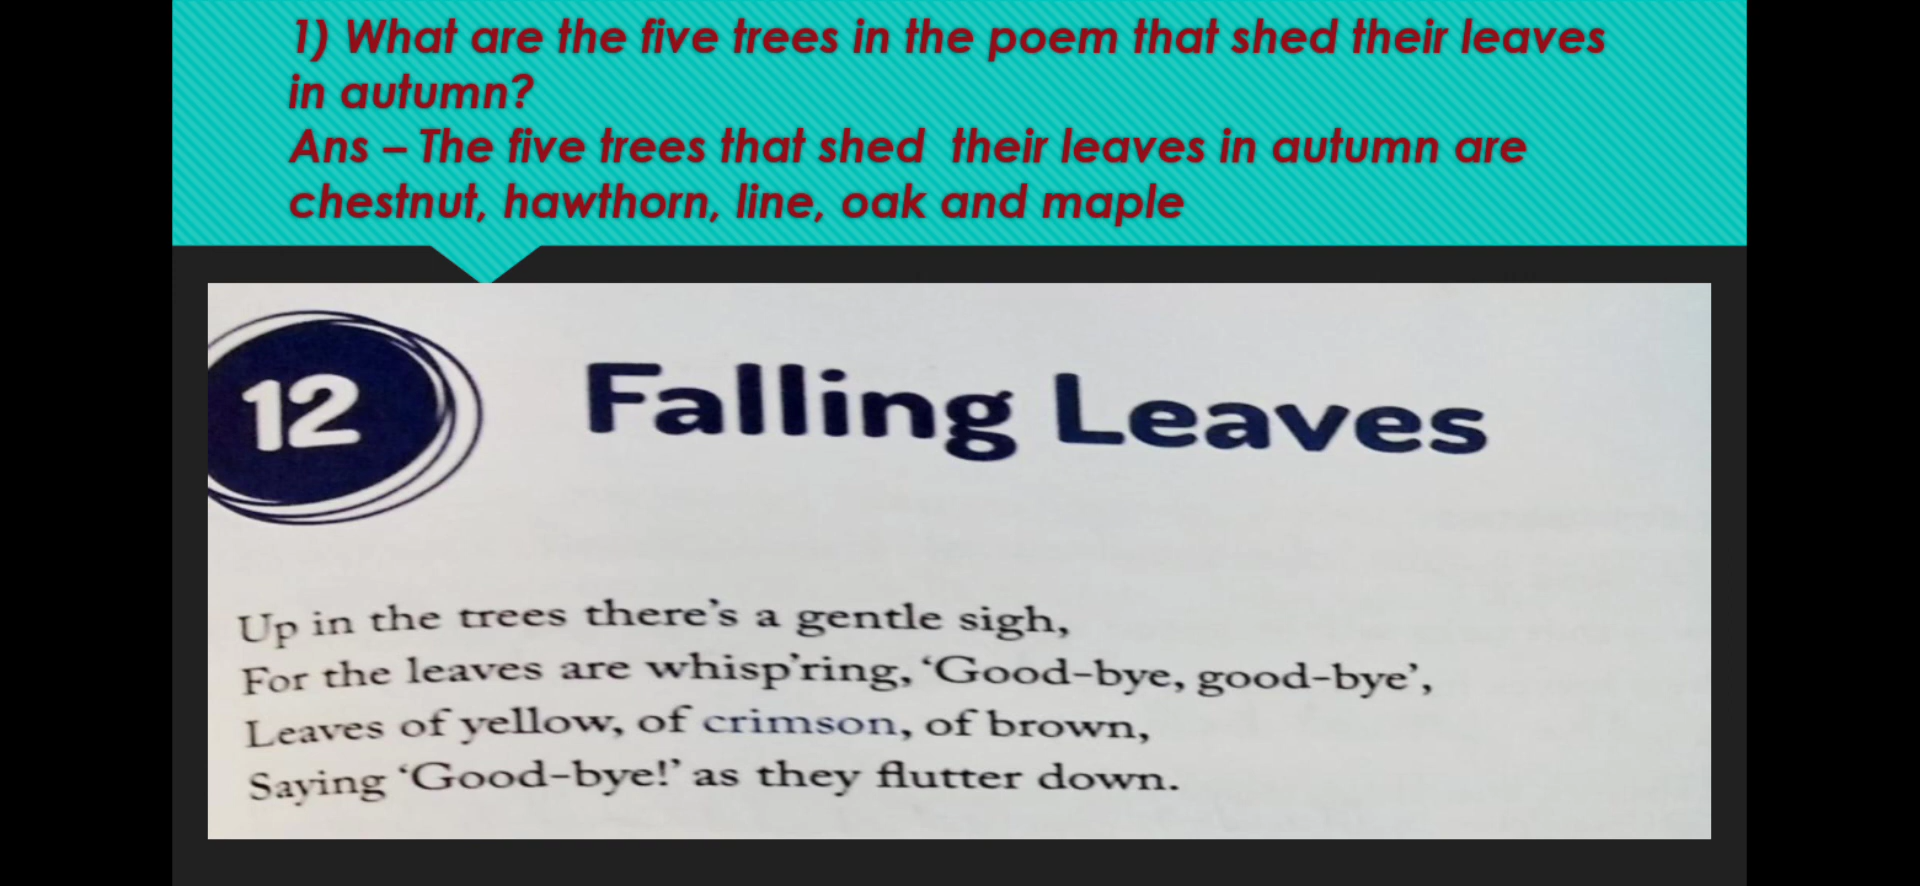 1) What are the five trees in the poem that shed their leaves
in autumn?
Ans – The five trees that shed their leaves in autumn are
chestnut, hawthorn, line, oak and maple
12
Falling Leaves
Up in the trees there's a gentle sigh,
For the leaves are whisp'ring, 'Good-bye, good-bye',
Leaves of yellow, of crimson, of brown,
Saying 'Good-bye!' as they flutter down.